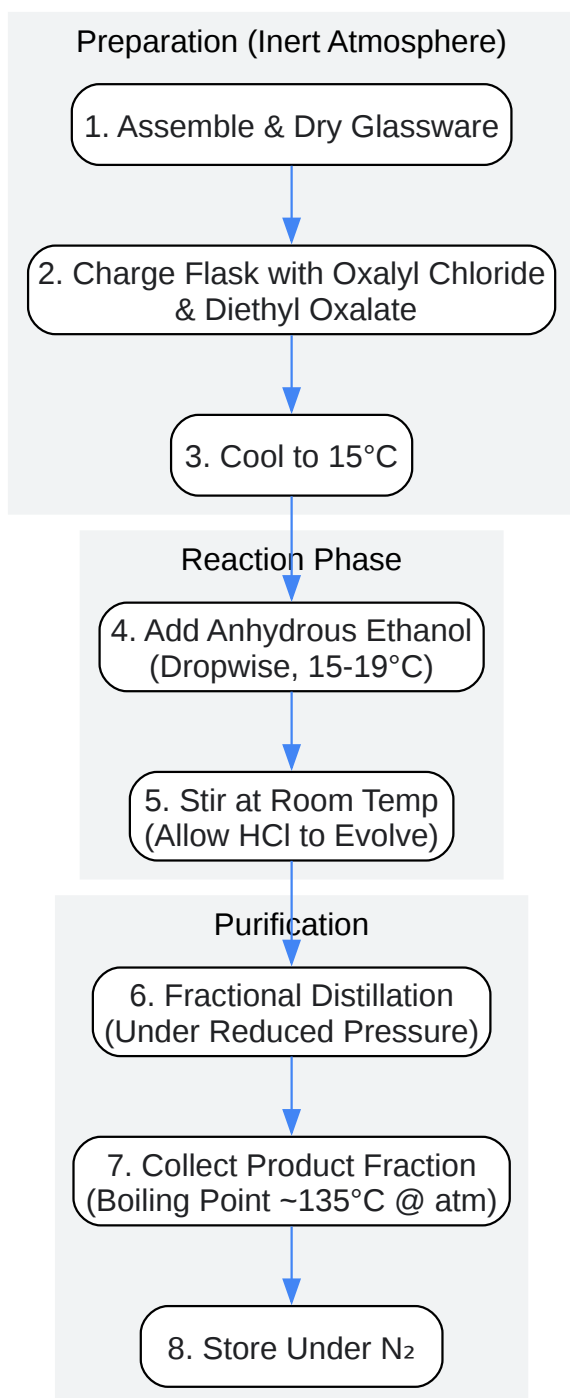 Preparation (Inert Atmosphere)
1. Assemble & Dry Glassware
2. Charge Flask with Oxalyl Chloride
& Diethyl Oxalate
3. Cool to 15°C
Reaction Phase
4. Add Anhydrous Ethanol
(Dropwise, 15-19°C)
5. Stir at Room Temp
(Allow HCl to Evolve)
Purification
6. Fractional Distillation
(Under Reduced Pressure)
7. Collect Product Fraction
(Boiling Point ~135°C @ atm)
8. Store Under N₂